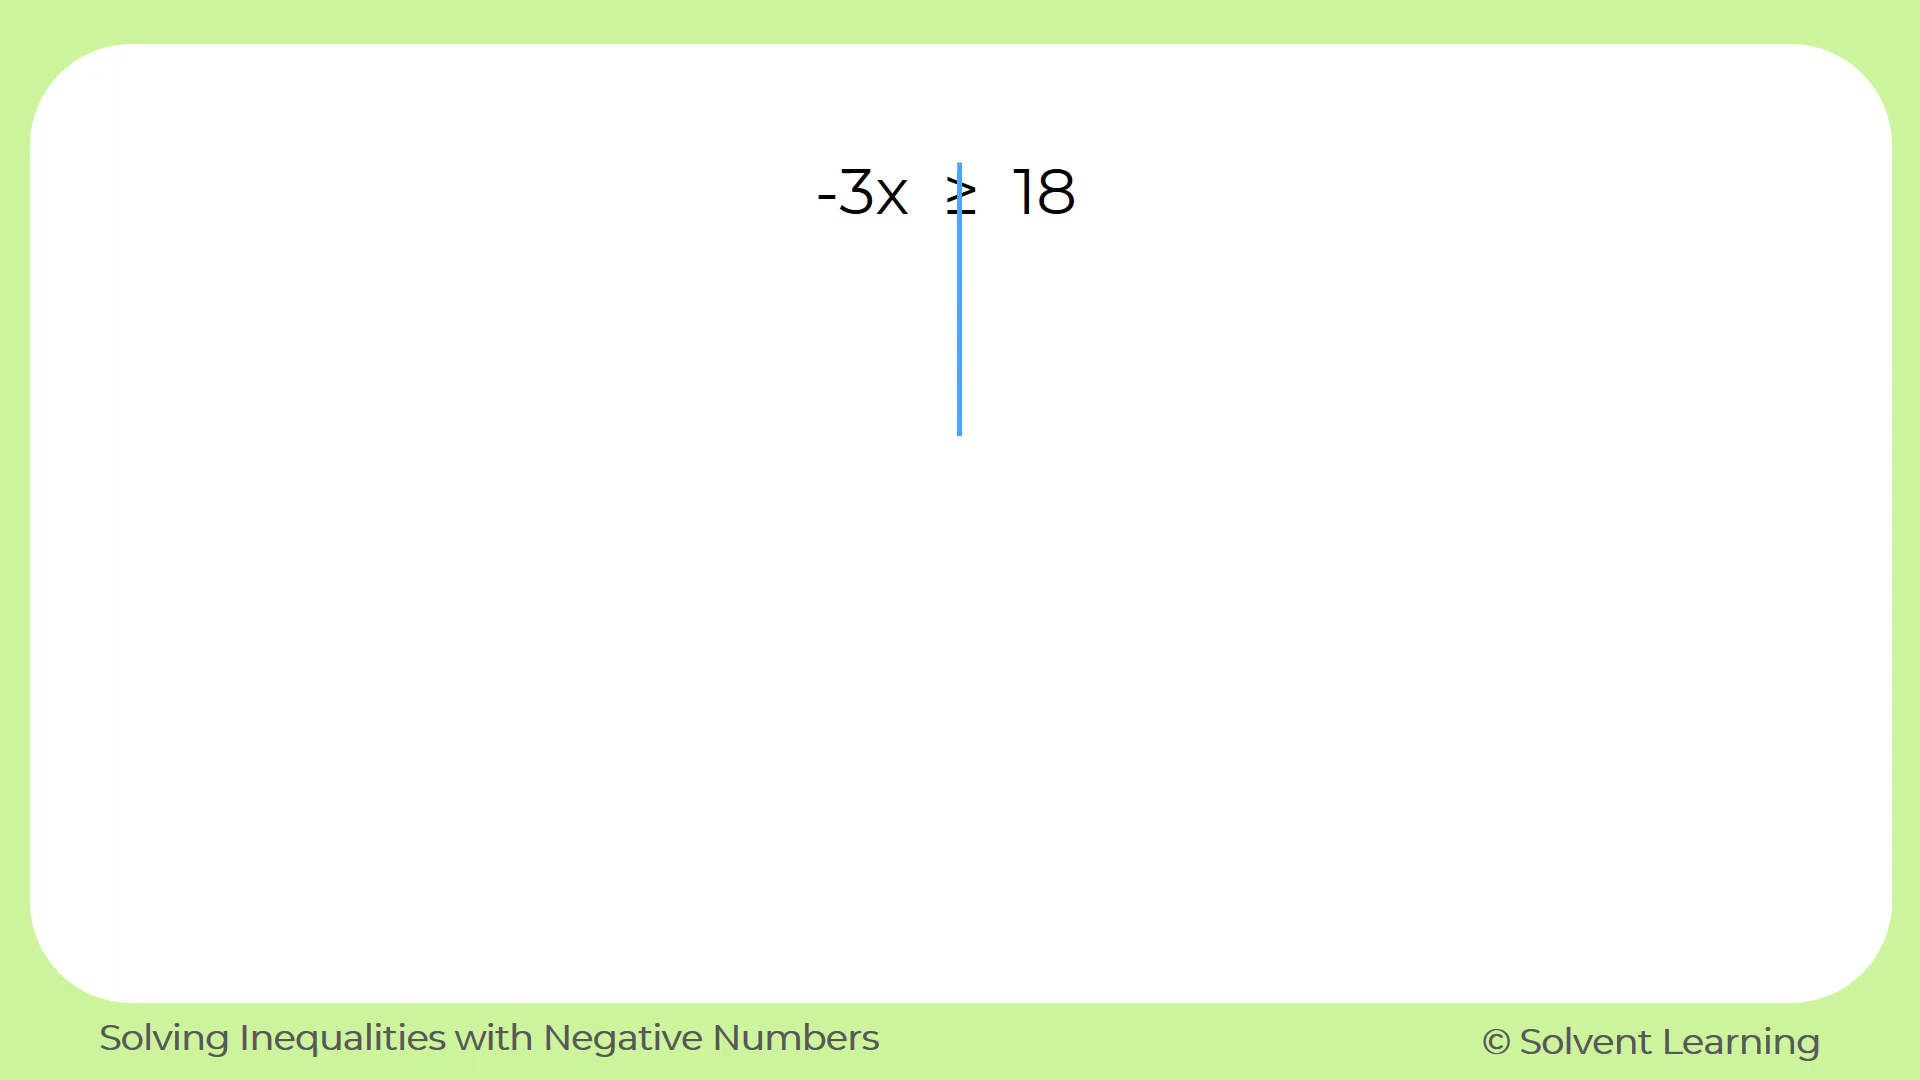 -3x ≥ 18
Solving Inequalities with Negative Numbers
© Solvent Learning